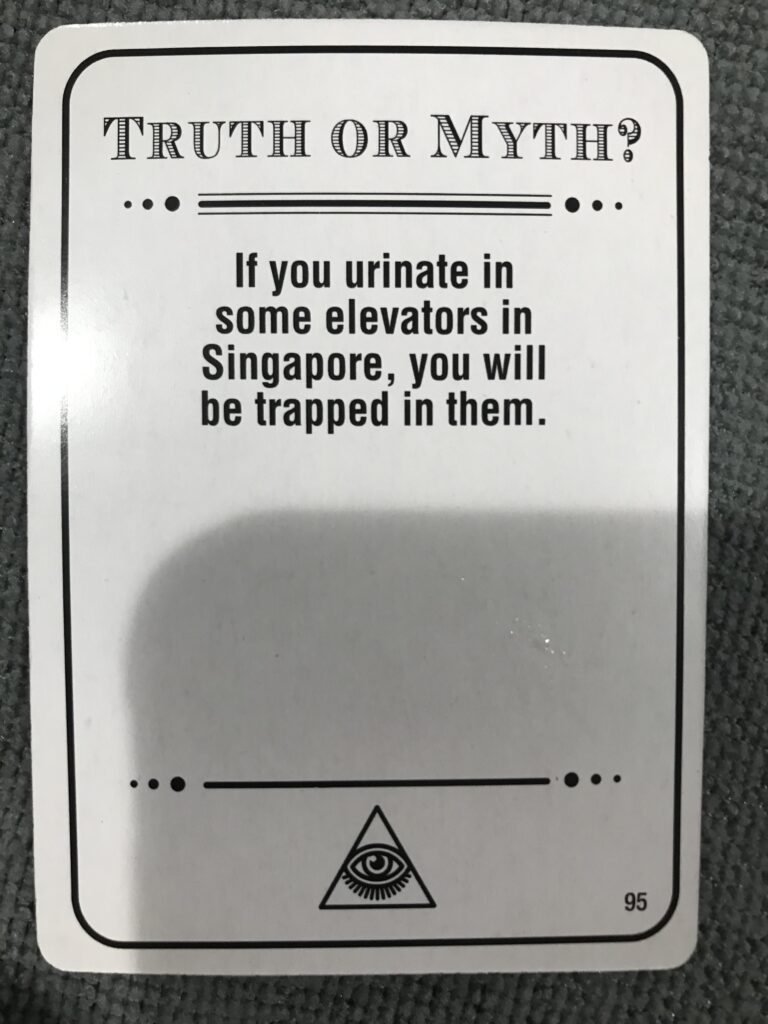 TRUTH OR MYTH?
If you urinate in
some elevators in
Singapore, you will
be trapped in them.
95